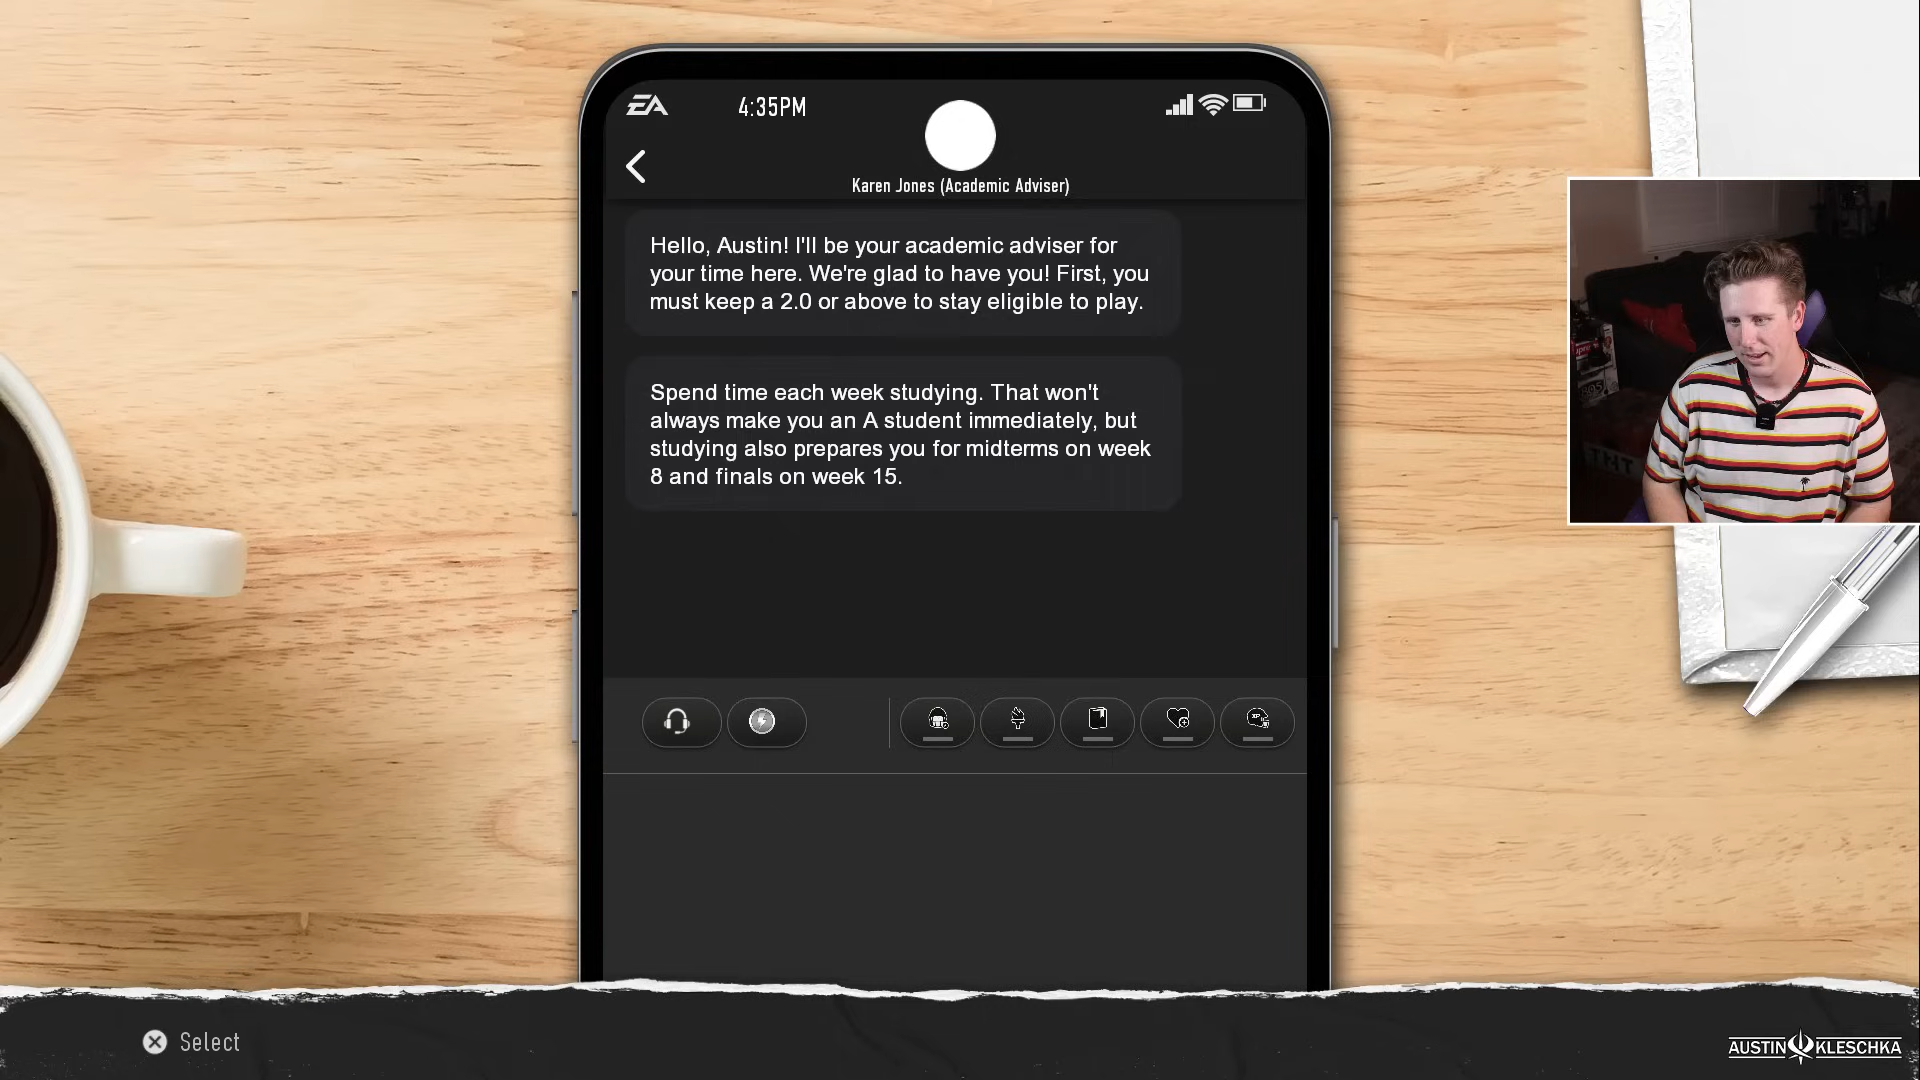 EA
4:35PM
Karen Jones (Academic Adviser)
Hello, Austin! I'll be your academic adviser for
your time here. We're glad to have you! First, you
must keep a 2.0 or above to stay eligible to play.
Spend time each week studying. That won't
always make you an A student immediately, but
studying also prepares you for midterms on week
8 and finals on week 15.
XP
Select
AUSTIN KLESCHKA